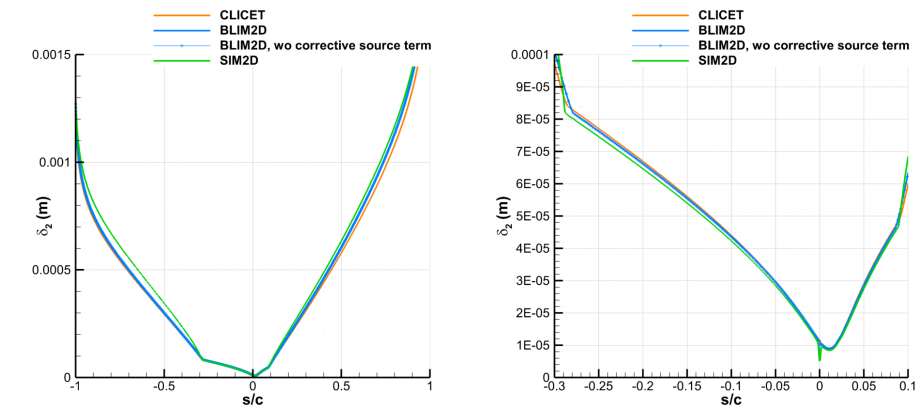 CLICET
BLIM2D
BLIM2D, wo corrective source term
SIM2D
0.0015
0.001
0.0005
0
δ2 (m)
-1
-0.5
0
0.5
1
s/c
CLICET
BLIM2D
BLIM2D, wo corrective source term
SIM2D
0.0001
9E-05
8E-05
7E-05
6E-05
5E-05
4E-05
3E-05
2E-05
1E-05
0
δ2 (m)
-0.3
-0.25
-0.2
-0.15
-0.1
-0.05
0
0.05
0.1
s/c